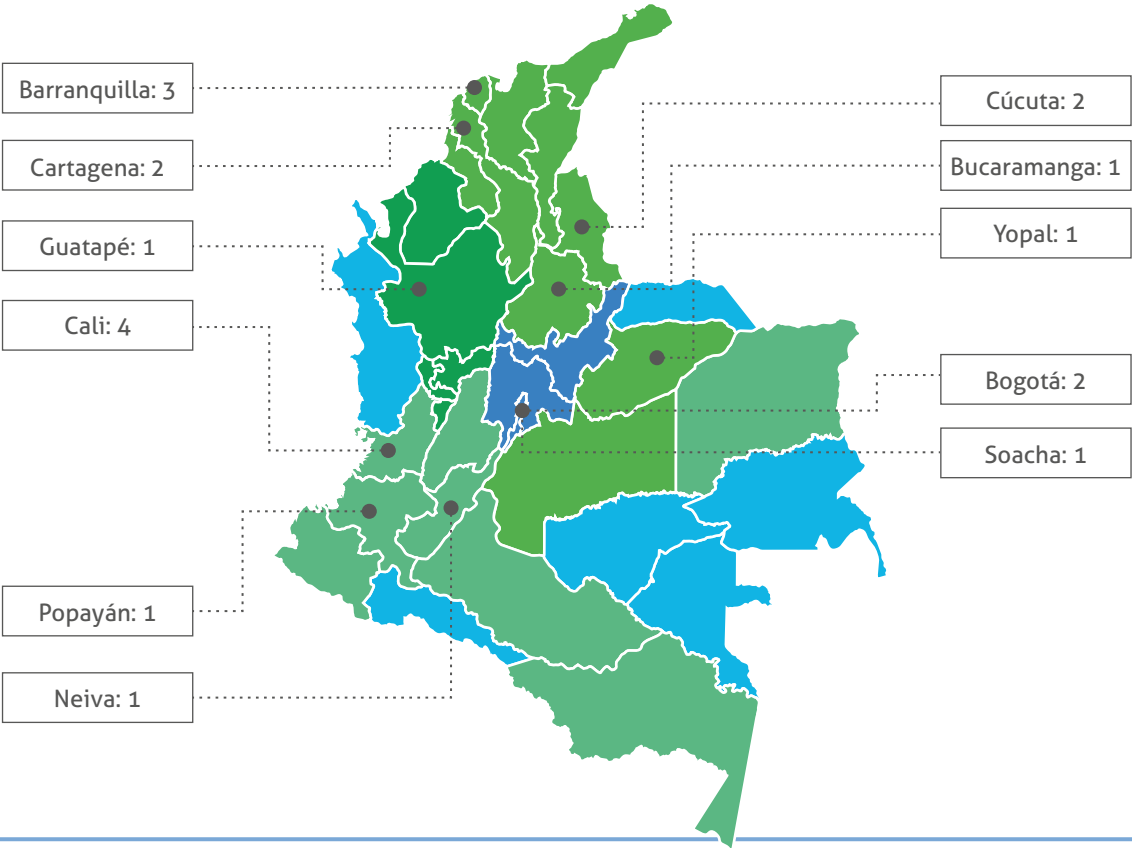 Barranquilla: 3
Cartagena: 2
Guatapé: 1
Cali: 4
Popayán: 1
Neiva: 1
Cúcuta: 2
Bucaramanga: 1
Yopal: 1
Bogotá: 2
Soacha: 1